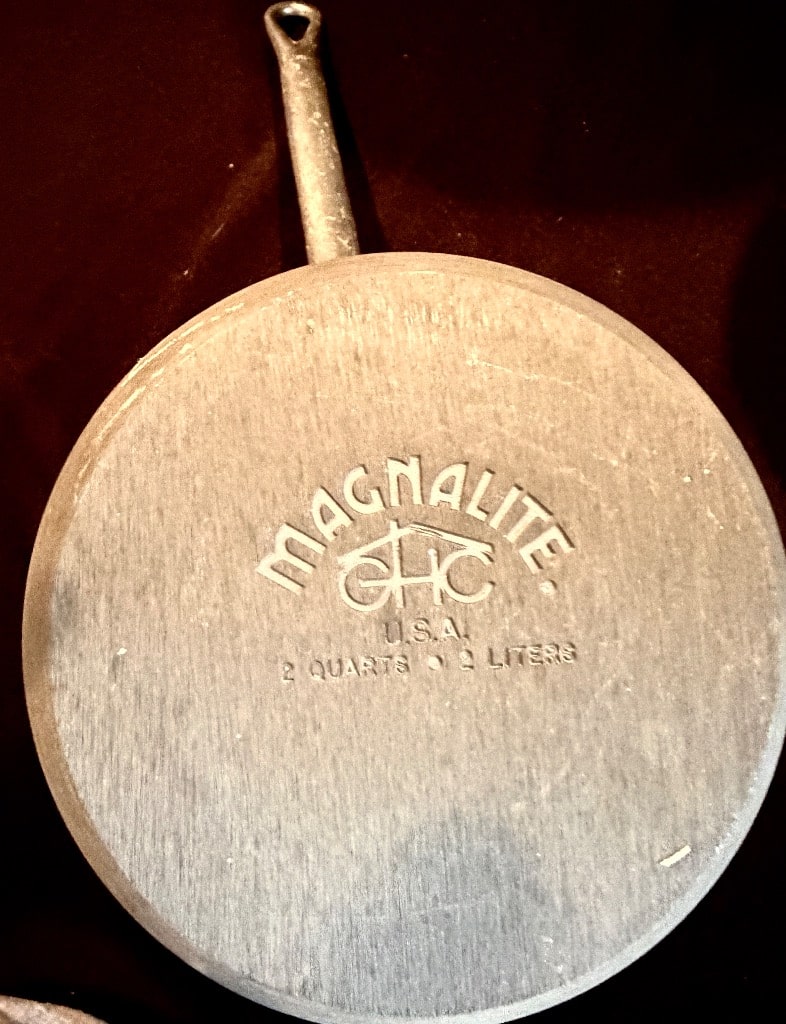 MAGNALITE.
GHC
U.S.A.
2 QUARTS • 2 LITERS